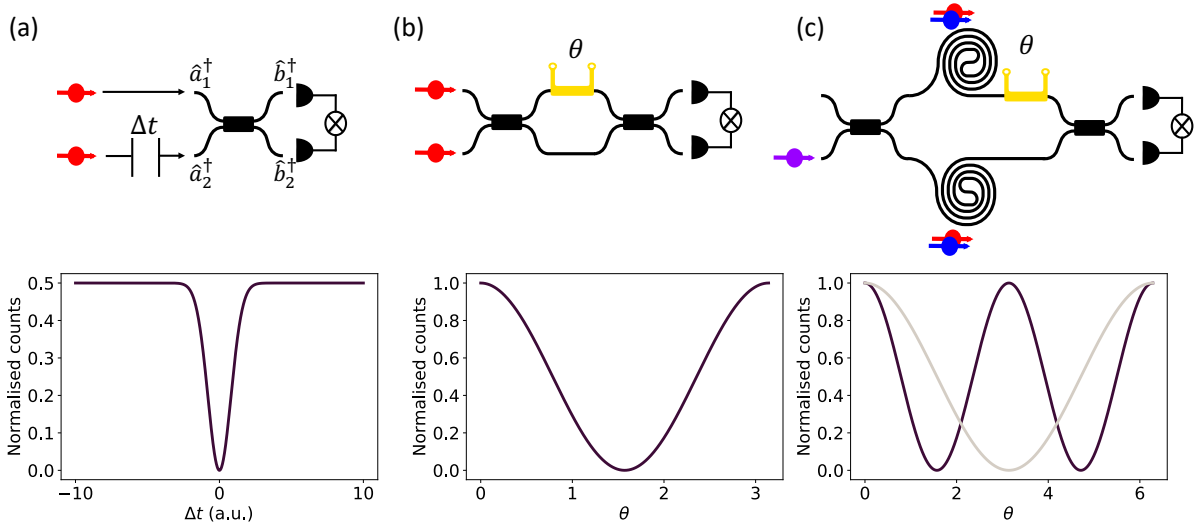 (a)
Δt
â₁†
â₂†
b̂₁†
b̂₂†
(b)
θ
(c)
θ
Normalised counts
0.5
0.4
0.3
0.2
0.1
0.0
−10
0
10
Δt (a.u.)
Normalised counts
1.0
0.8
0.6
0.4
0.2
0.0
0
1
2
3
θ
Normalised counts
1.0
0.8
0.6
0.4
0.2
0.0
0
2
4
6
θ